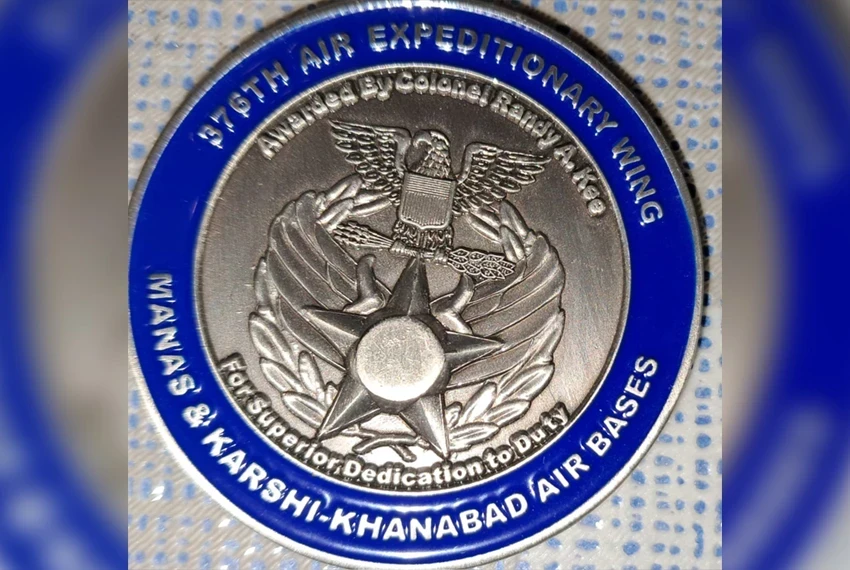 376TH AIR EXPEDITIONARY WING
Awarded By Colonel Randy A. Kee
For Superior Dedication to Duty
MANAS & KARSHI-KHANABAD AIR BASES